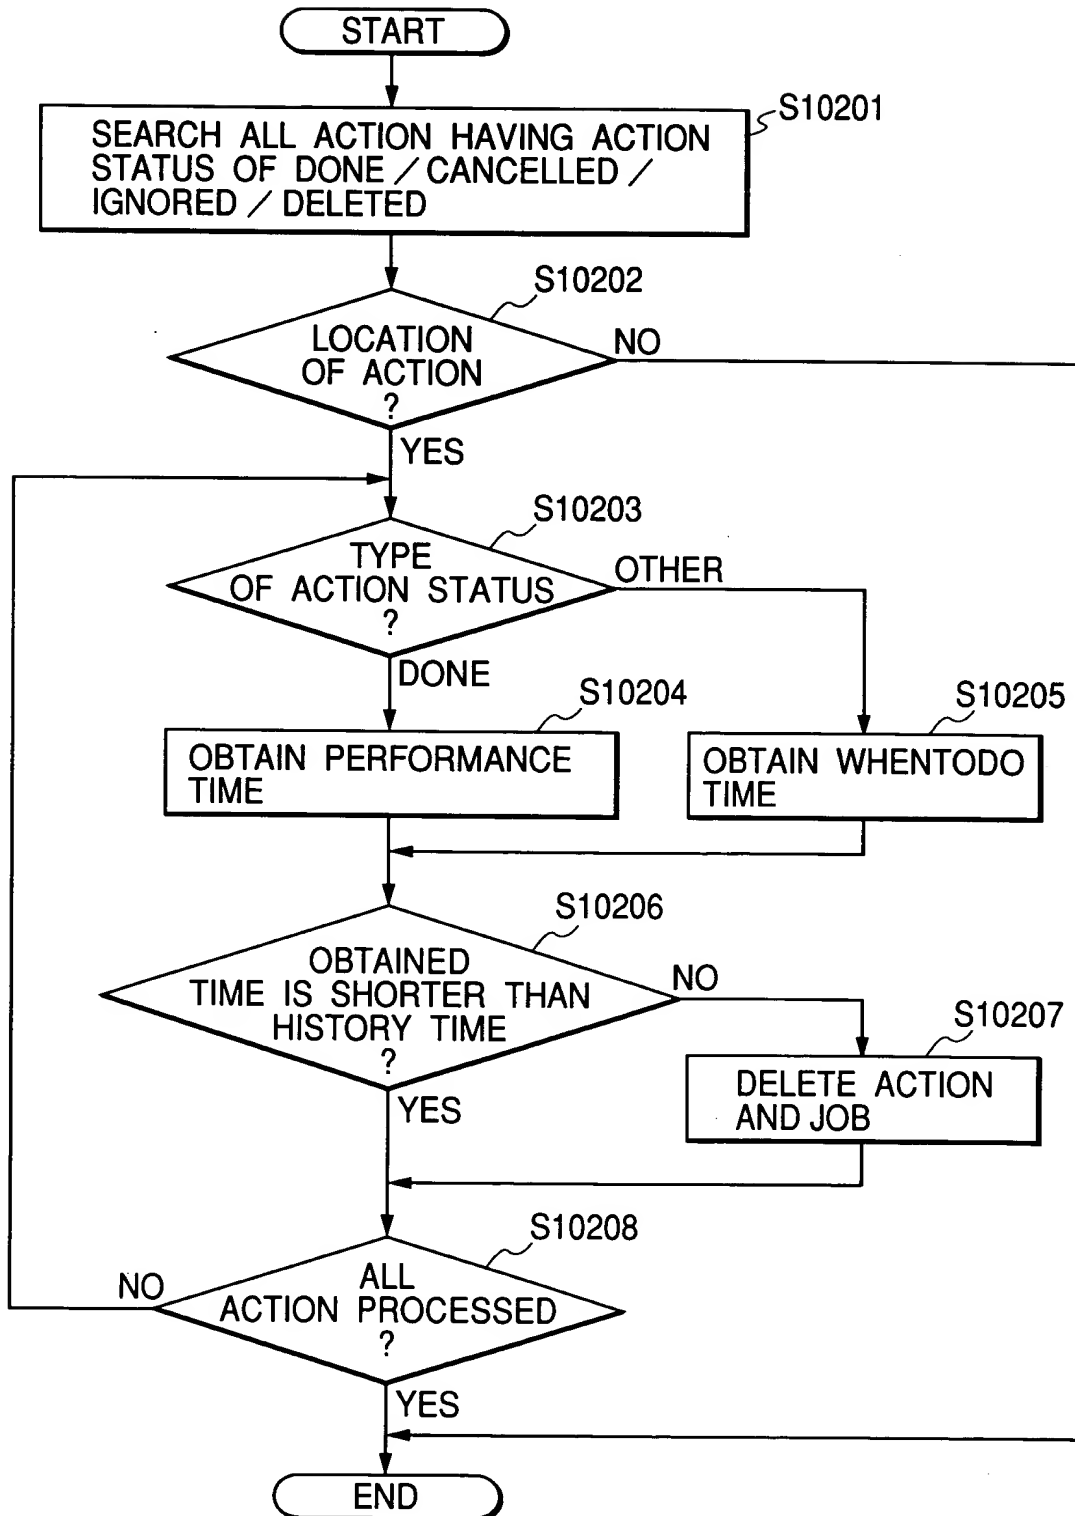 START
S10201
SEARCH ALL ACTION HAVING ACTION
STATUS OF DONE / CANCELLED /
IGNORED / DELETED
S10202
LOCATION
OF ACTION
?
NO
YES
S10203
TYPE
OF ACTION STATUS
?
OTHER
DONE
S10204
OBTAIN PERFORMANCE
TIME
S10205
OBTAIN WHENTODO
TIME
S10206
OBTAINED
TIME IS SHORTER THAN
HISTORY TIME
?
NO
YES
S10207
DELETE ACTION
AND JOB
S10208
ALL
ACTION PROCESSED
?
NO
YES
END